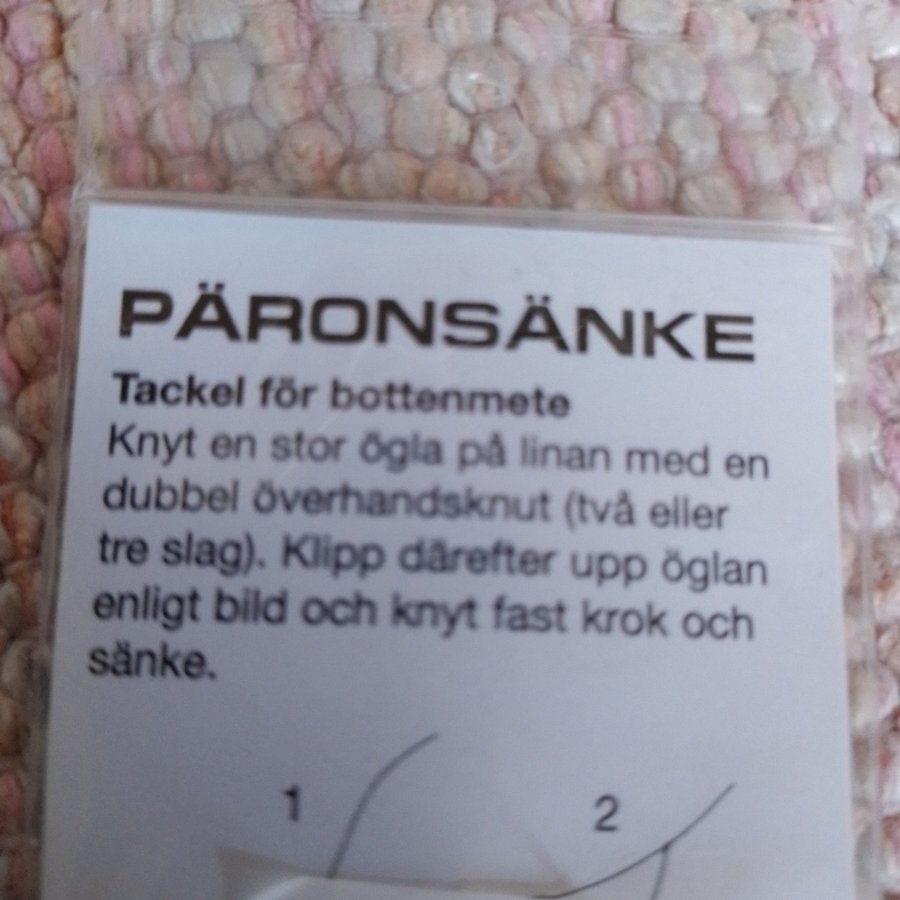 PÄRONSÄNKE
Tackel för bottenmete
Knyt en stor ögla på linan med en
dubbel överhandsknut (två eller
tre slag). Klipp därefter upp öglan
enligt bild och knyt fast krok och
sänke.
1 2